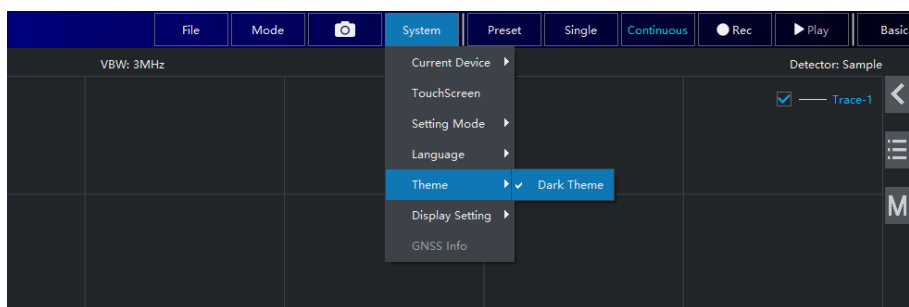 File Mode System Preset Single Continuous Rec Play Basic
VBW: 3MHz
Detector: Sample
Trace-1
Current Device
TouchScreen
Setting Mode
Language
Theme
Dark Theme
Display Setting
GNSS Info
M